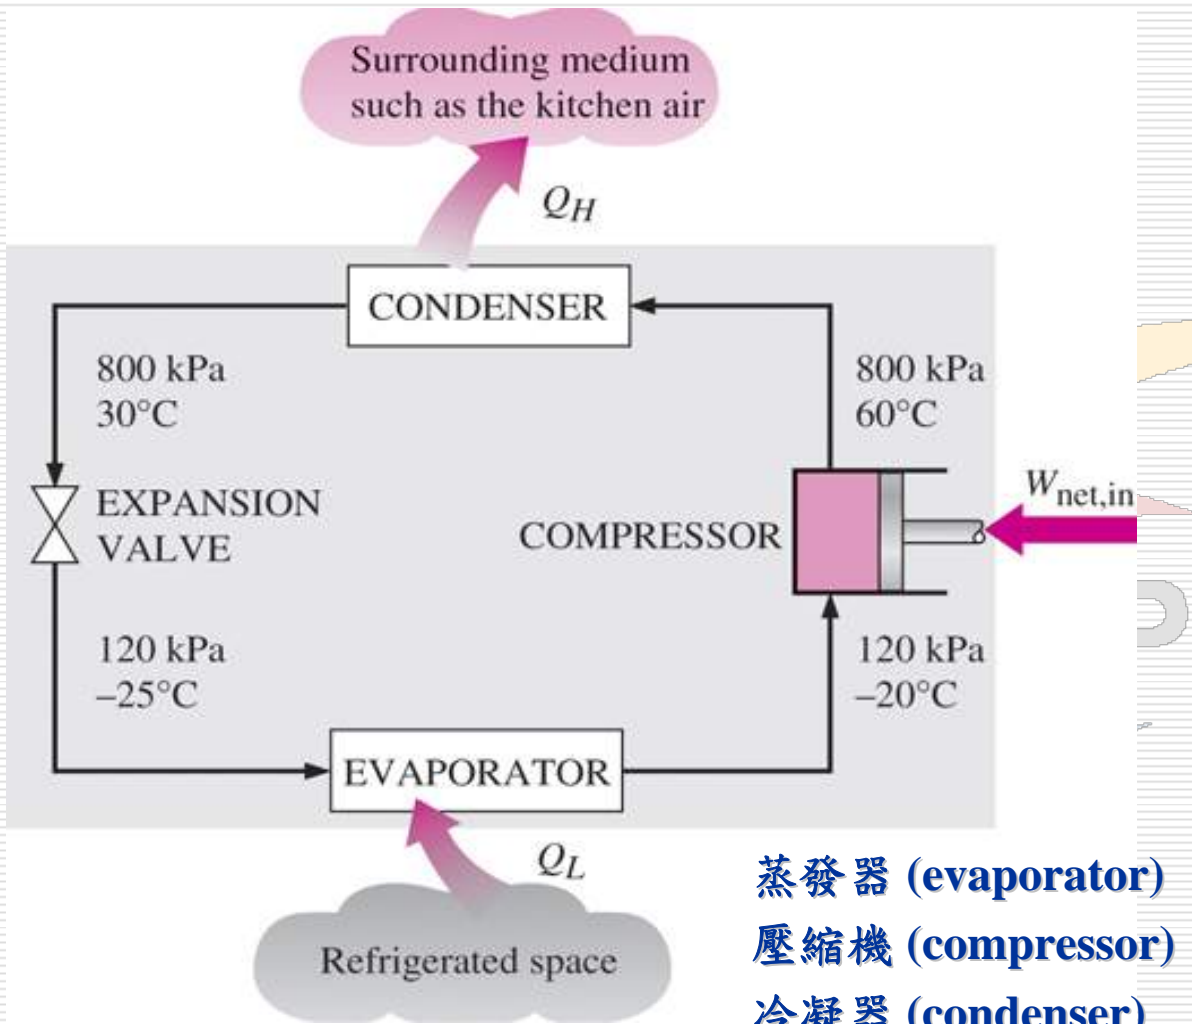 Surrounding medium
such as the kitchen air
QH
CONDENSER
800 kPa
30°C
800 kPa
60°C
EXPANSION
VALVE
COMPRESSOR
Wnet,in
120 kPa
–25°C
120 kPa
–20°C
EVAPORATOR
QL
Refrigerated space
蒸發器 (evaporator)
壓縮機 (compressor)
冷凝器 (condenser)